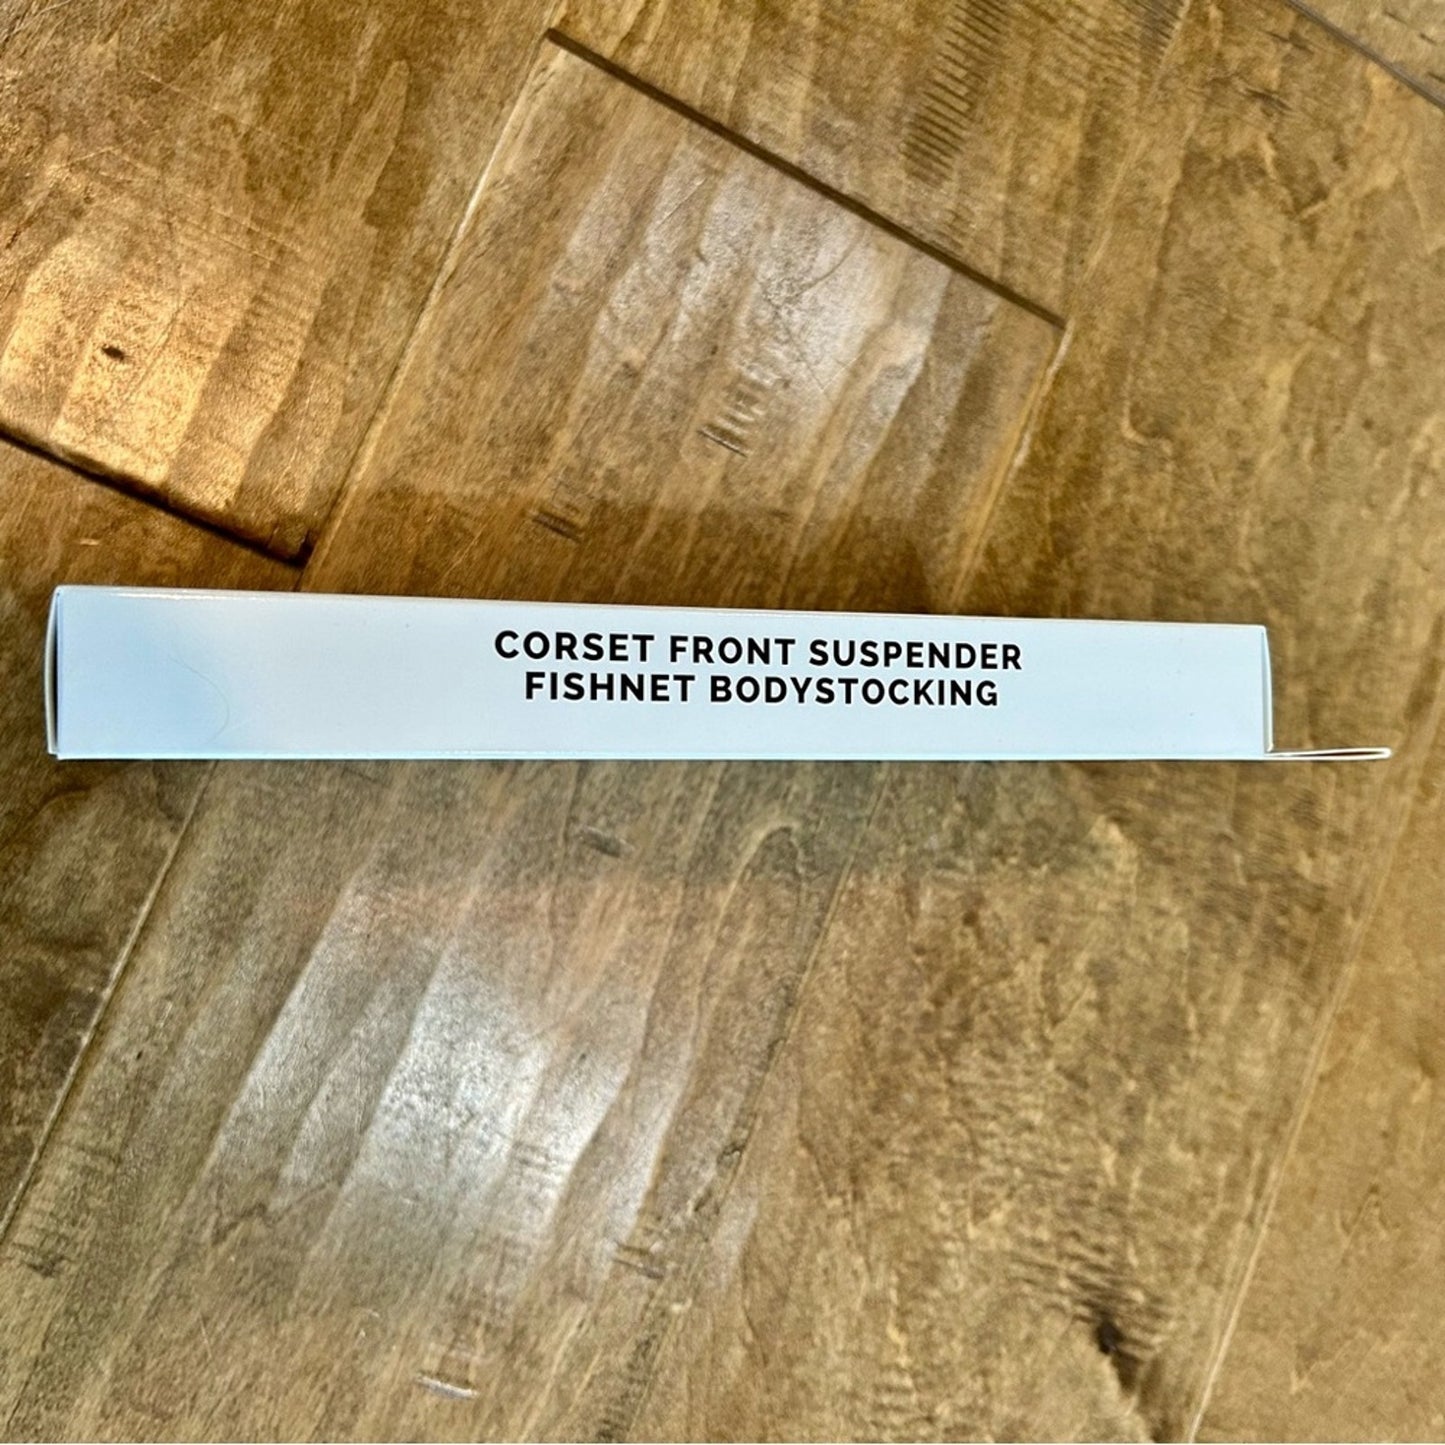 CORSET FRONT SUSPENDER
FISHNET BODYSTOCKING